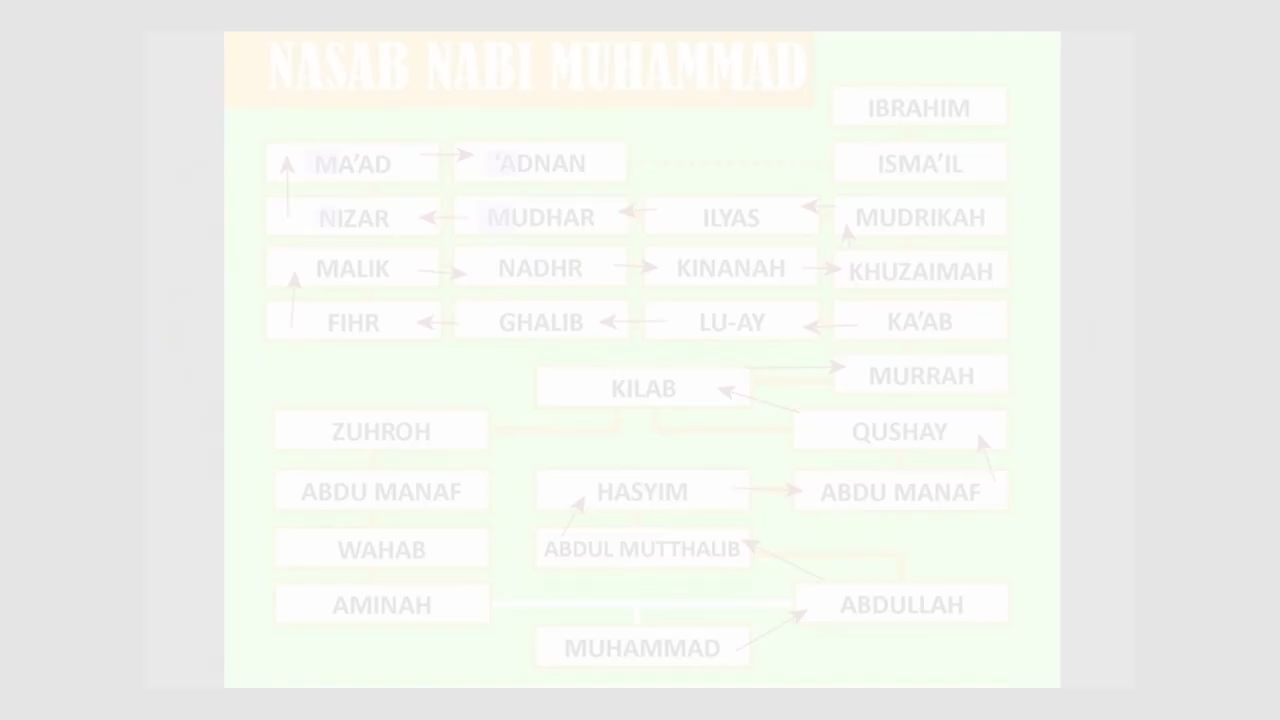 NASAB NABI MUHAMMAD
IBRAHIM
MA’AD ‘ADNAN ISMA’IL
NIZAR MUDHAR ILYAS MUDRIKAH
MALIK NADHR KINANAH KHUZAIMAH
FIHR GHALIB LU-AY KA’AB
KILAB MURRAH
ZUHROH QUSHAY
ABDU MANAF HASYIM ABDU MANAF
WAHAB ABDUL MUTTHALIB
AMINAH ABDULLAH
MUHAMMAD